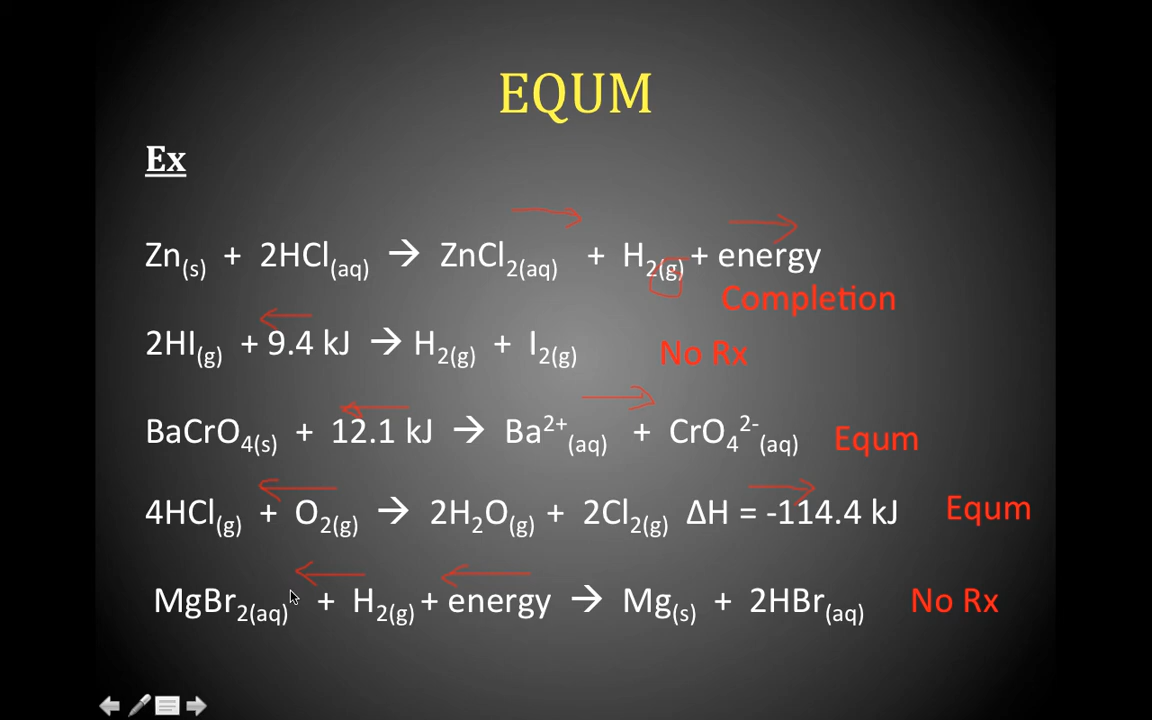 EQUM
Ex
Zn(s) + 2HCl(aq) → ZnCl2(aq) + H2(g) + energy
Completion
2HI(g) + 9.4 kJ → H2(g) + I2(g) No Rx
BaCrO4(s) + 12.1 kJ → Ba2+(aq) + CrO42-(aq) Equm
4HCl(g) + O2(g) → 2H2O(g) + 2Cl2(g) ΔH = -114.4 kJ Equm
MgBr2(aq) + H2(g) + energy → Mg(s) + 2HBr(aq) No Rx